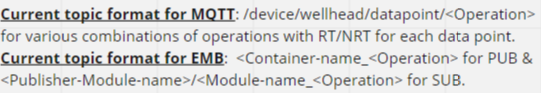 Current topic format for MQTT: /device/wellhead/datapoint/<Operation>
for various combinations of operations with RT/NRT for each data point.
Current topic format for EMB:  <Container-name_<Operation> for PUB &
<Publisher-Module-name>/<Module-name_<Operation> for SUB.